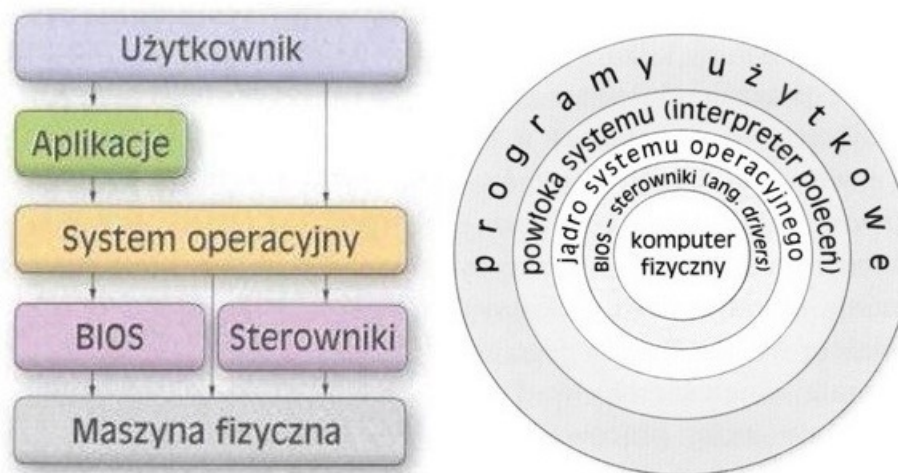 Użytkownik
Aplikacje
System operacyjny
BIOS
Sterowniki
Maszyna fizyczna
programy użytkowe
powłoka systemu (interpreter poleceń)
jądro systemu operacyjnego
BIOS – sterowniki (ang. drivers)
komputer
fizyczny